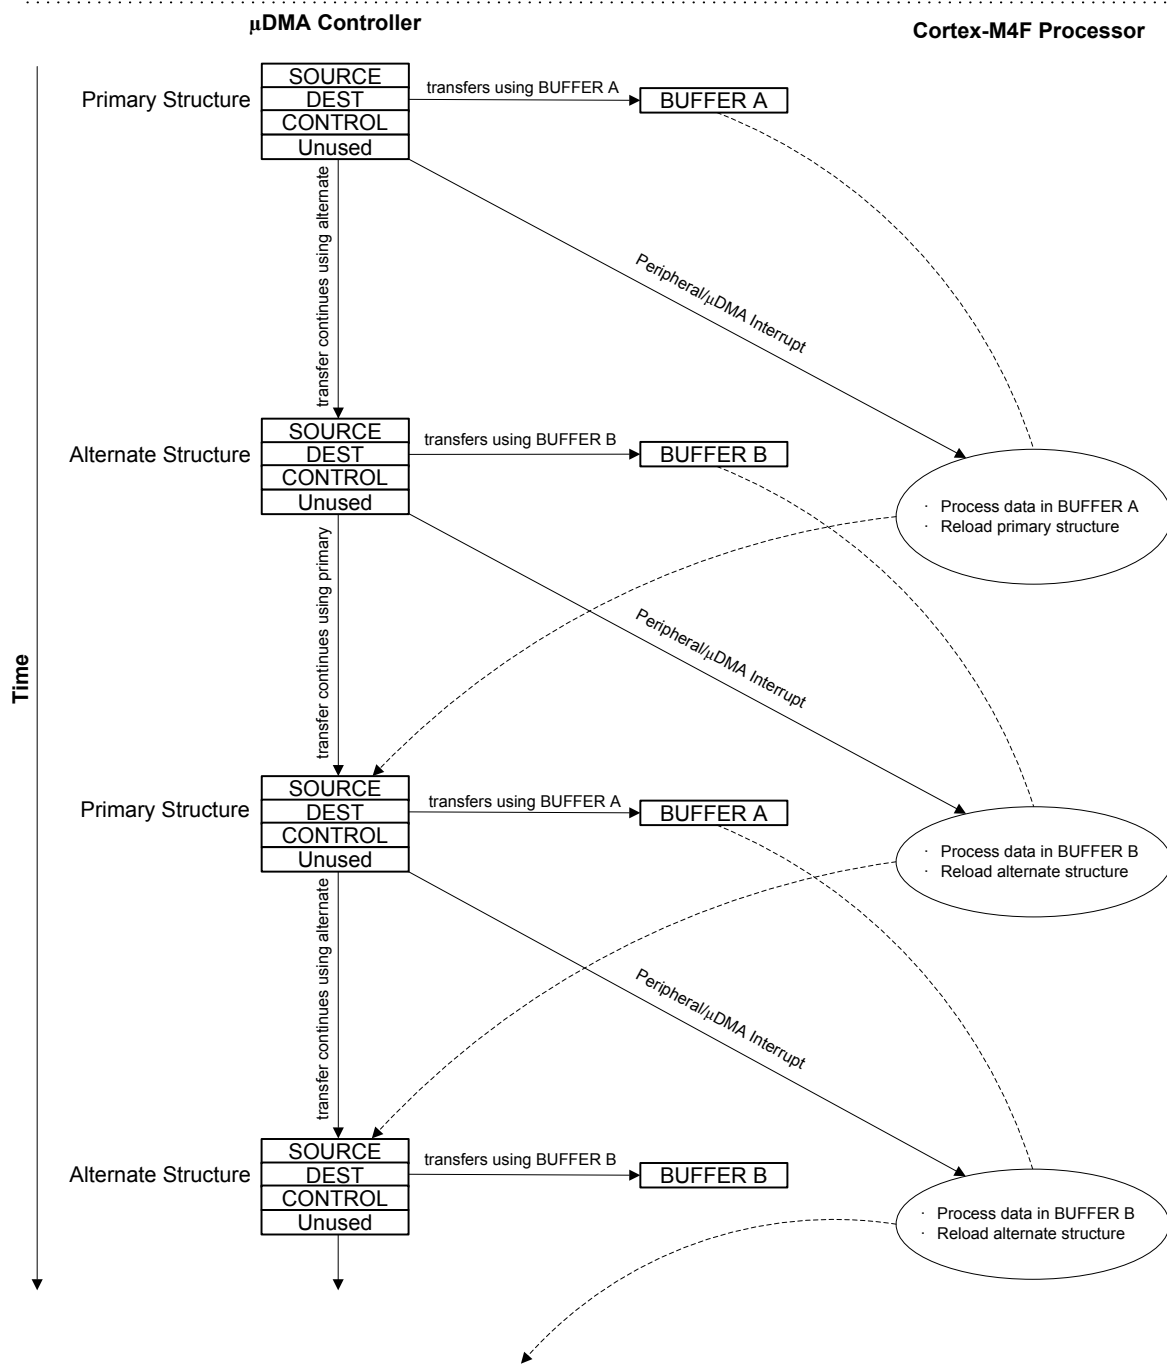 μDMA Controller
Cortex-M4F Processor
Primary Structure
SOURCE
DEST
CONTROL
Unused
transfers using BUFFER A
BUFFER A
transfer continues using alternate
Peripheral/μDMA Interrupt
Alternate Structure
SOURCE
DEST
CONTROL
Unused
transfers using BUFFER B
BUFFER B
· Process data in BUFFER A
· Reload primary structure
transfer continues using primary
Peripheral/μDMA Interrupt
Time
Primary Structure
SOURCE
DEST
CONTROL
Unused
transfers using BUFFER A
BUFFER A
· Process data in BUFFER B
· Reload alternate structure
transfer continues using alternate
Peripheral/μDMA Interrupt
Alternate Structure
SOURCE
DEST
CONTROL
Unused
transfers using BUFFER B
BUFFER B
· Process data in BUFFER B
· Reload alternate structure